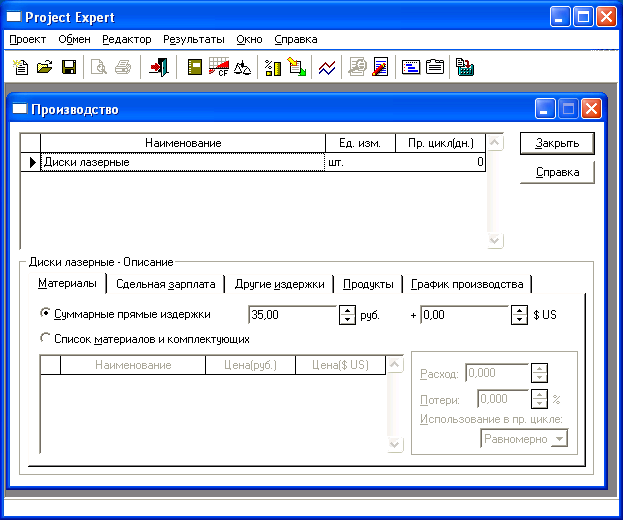 Project Expert
Проект Обмен Редактор Результаты Окно Справка
CF
Производство
Наименование Ед. изм. Пр. цикл(дн.)
Диски лазерные шт. 0
Закрыть
Справка
Диски лазерные - Описание
Материалы Сдельная зарплата Другие издержки Продукты График производства
Суммарные прямые издержки 35,00 руб. + 0,00 $ US
Список материалов и комплектующих
Наименование Цена(руб.) Цена($ US)
Расход: 0,000
Потери: 0,000 %
Использование в пр. цикле:
Равномерно